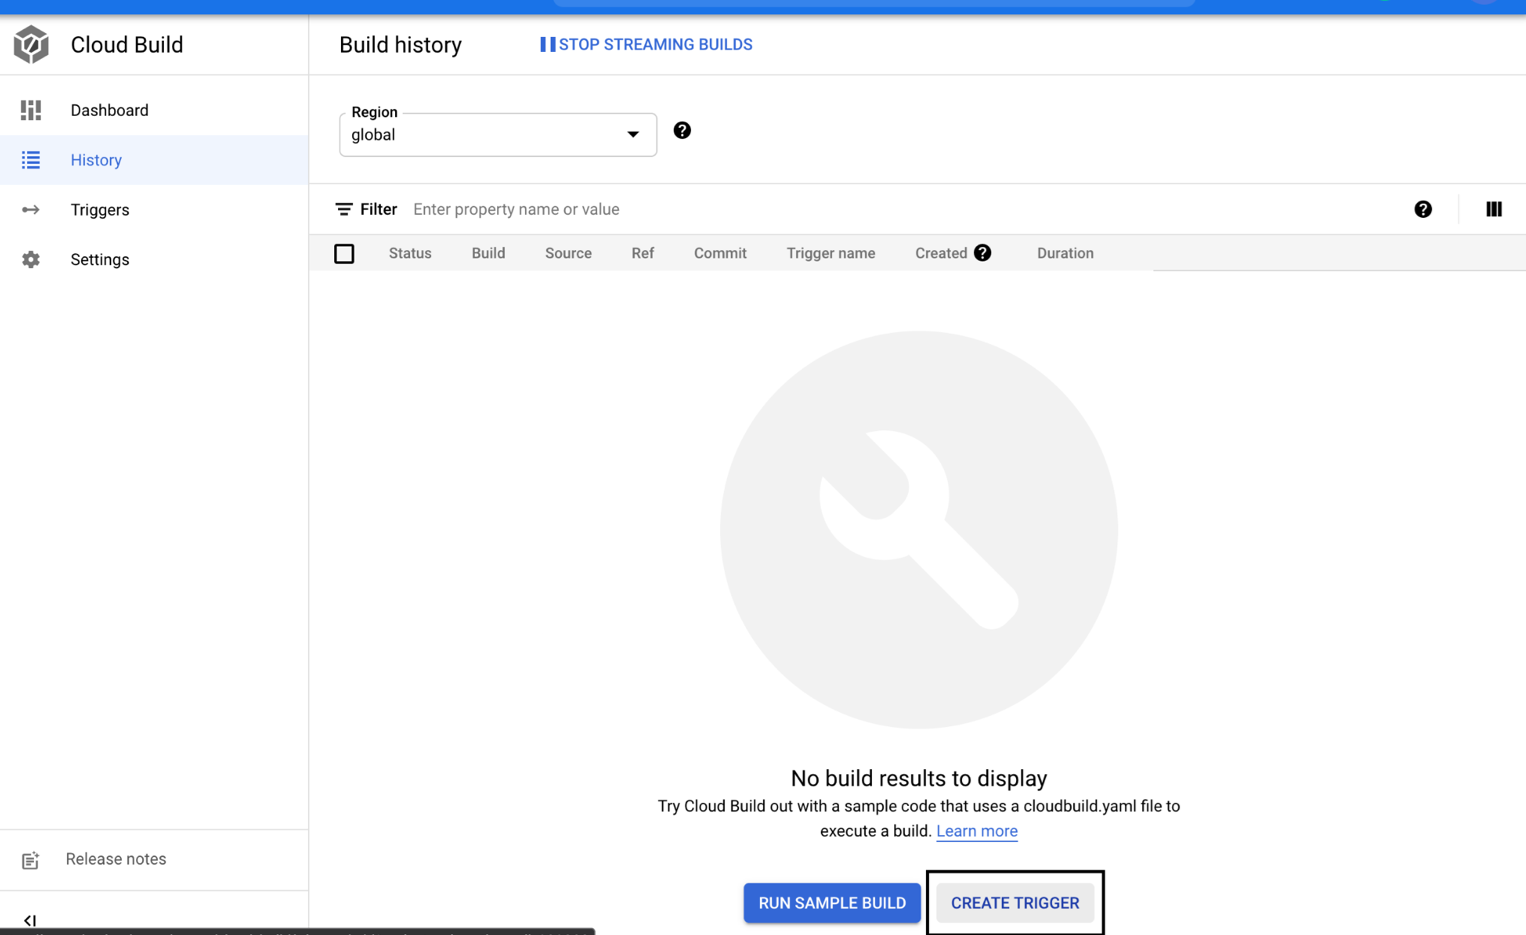 Cloud Build
Build history
STOP STREAMING BUILDS
Dashboard
History
Triggers
Settings
Region
global
Filter
Enter property name or value
Status Build Source Ref Commit Trigger name Created Duration
No build results to display
Try Cloud Build out with a sample code that uses a cloudbuild.yaml file to
execute a build. Learn more
RUN SAMPLE BUILD
CREATE TRIGGER
Release notes